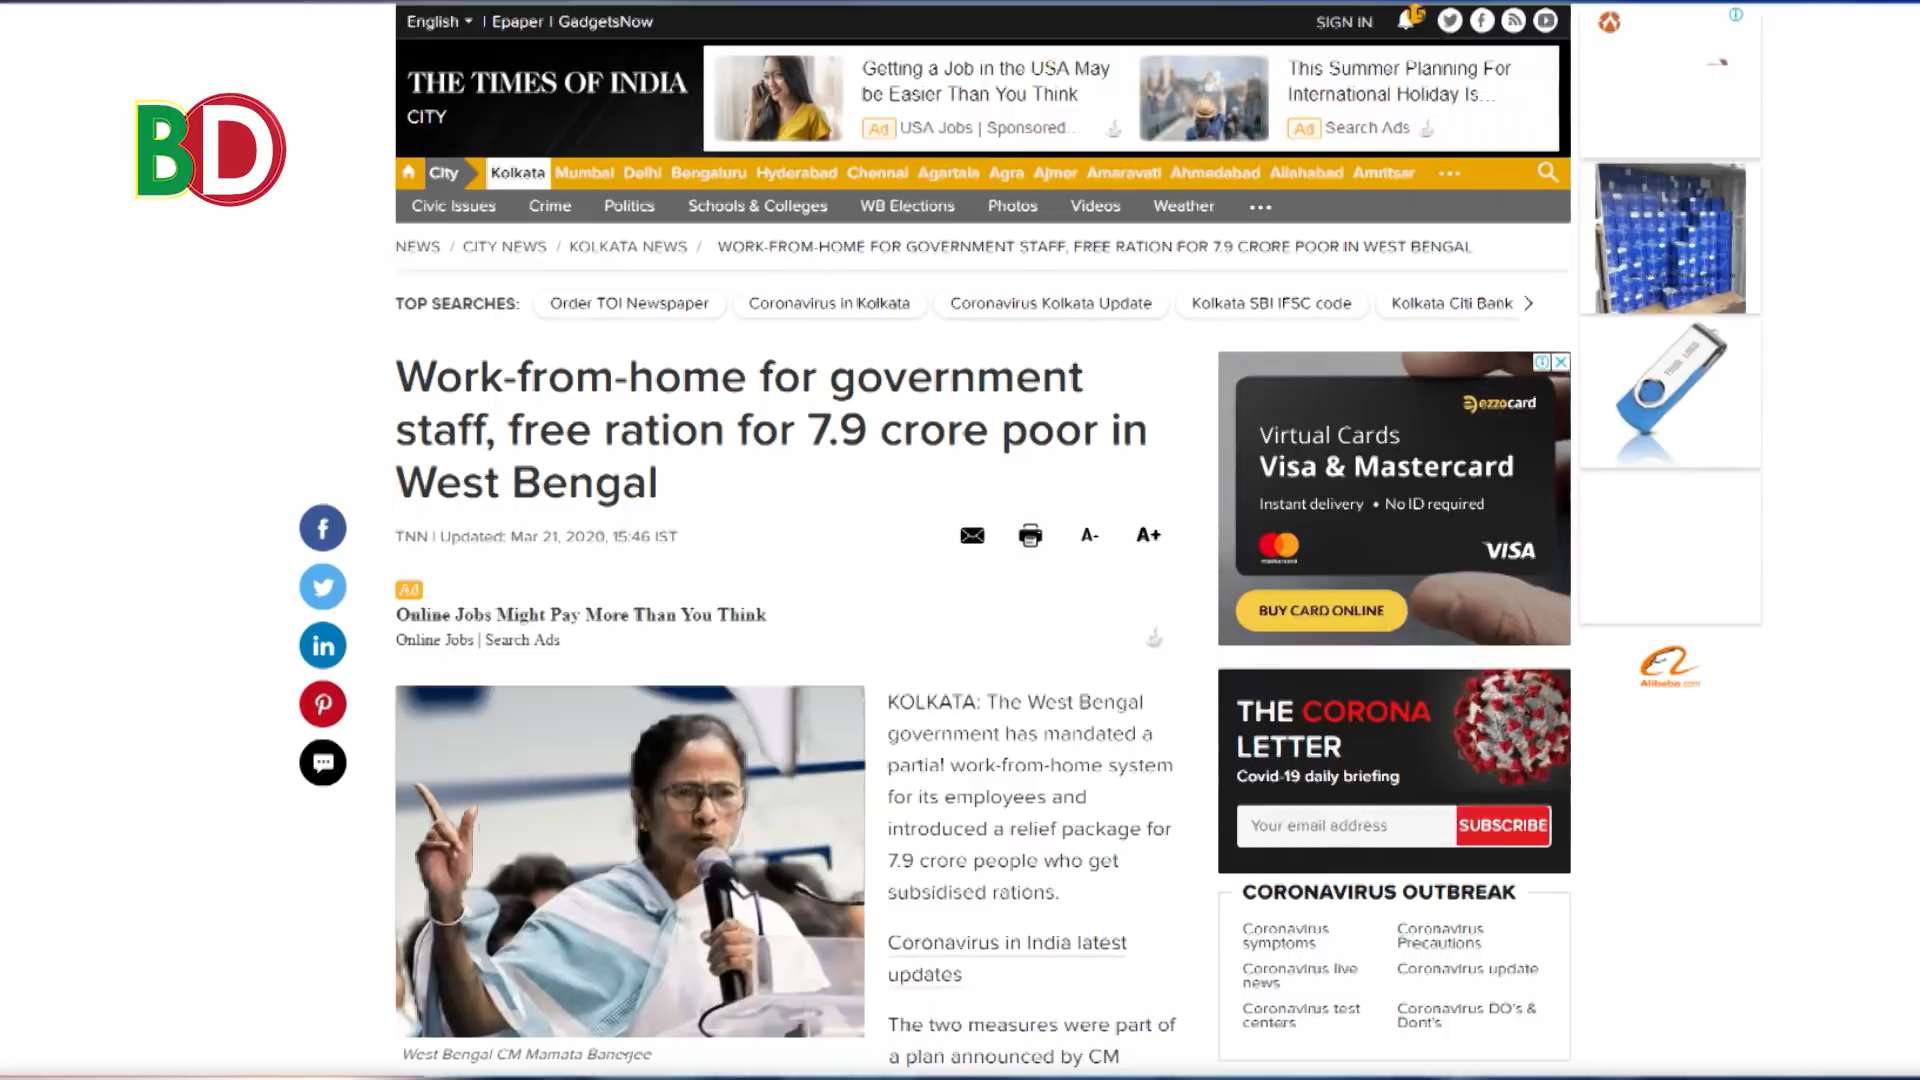 English
Epaper
GadgetsNow
SIGN IN
15
BD
THE TIMES OF INDIA
CITY
Getting a Job in the USA May
be Easier Than You Think
Ad USA Jobs | Sponsored...
This Summer Planning For
International Holiday Is...
Ad Search Ads
City
Kolkata Mumbai Delhi Bengaluru Hyderabad Chennai Agartala Agra Ajmer Amaravati Ahmedabad Allahabad Amritsar
Civic Issues Crime Politics Schools & Colleges WB Elections Photos Videos Weather
NEWS / CITY NEWS / KOLKATA NEWS / WORK-FROM-HOME FOR GOVERNMENT STAFF, FREE RATION FOR 7.9 CRORE POOR IN WEST BENGAL
TOP SEARCHES: Order TOI Newspaper Coronavirus in Kolkata Coronavirus Kolkata Update Kolkata SBI IFSC code Kolkata Citi Bank
Work-from-home for government
staff, free ration for 7.9 crore poor in
West Bengal
TNN | Updated: Mar 21, 2020, 15:46 IST
A-
A+
Ad
Online Jobs Might Pay More Than You Think
Online Jobs | Search Ads
KOLKATA: The West Bengal
government has mandated a
partial work-from-home system
for its employees and
introduced a relief package for
7.9 crore people who get
subsidised rations.
Coronavirus in India latest
updates
The two measures were part of
a plan announced by CM
West Bengal CM Mamata Banerjee
ezzocard
Virtual Cards
Visa & Mastercard
Instant delivery • No ID required
mastercard
VISA
BUY CARD ONLINE
THE CORONA
LETTER
Covid-19 daily briefing
Your email address
SUBSCRIBE
CORONAVIRUS OUTBREAK
Coronavirus
symptoms
Coronavirus
Precautions
Coronavirus live
news
Coronavirus update
Coronavirus test
centers
Coronavirus DO's &
Dont's
Alibaba.com